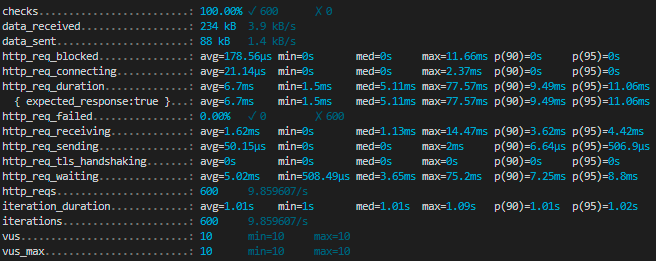 checks.........................: 100.00% ✓ 600 ✗ 0
data_received..................: 234 kB 3.9 kB/s
data_sent......................: 88 kB 1.4 kB/s
http_req_blocked...............: avg=178.56µs min=0s med=0s max=11.66ms p(90)=0s p(95)=0s
http_req_connecting............: avg=21.14µs min=0s med=0s max=2.37ms p(90)=0s p(95)=0s
http_req_duration..............: avg=6.7ms min=1.5ms med=5.11ms max=77.57ms p(90)=9.49ms p(95)=11.06ms
{ expected_response:true }...: avg=6.7ms min=1.5ms med=5.11ms max=77.57ms p(90)=9.49ms p(95)=11.06ms
http_req_failed................: 0.00% ✓ 0 ✗ 600
http_req_receiving.............: avg=1.62ms min=0s med=1.13ms max=14.47ms p(90)=3.62ms p(95)=4.42ms
http_req_sending...............: avg=50.15µs min=0s med=0s max=2ms p(90)=6.64µs p(95)=506.9µs
http_req_tls_handshaking.......: avg=0s min=0s med=0s max=0s p(90)=0s p(95)=0s
http_req_waiting...............: avg=5.02ms min=508.49µs med=3.65ms max=75.2ms p(90)=7.25ms p(95)=8.8ms
http_reqs......................: 600 9.859607/s
iteration_duration.............: avg=1.01s min=1s med=1.01s max=1.09s p(90)=1.01s p(95)=1.02s
iterations.....................: 600 9.859607/s
vus............................: 10 min=10 max=10
vus_max........................: 10 min=10 max=10